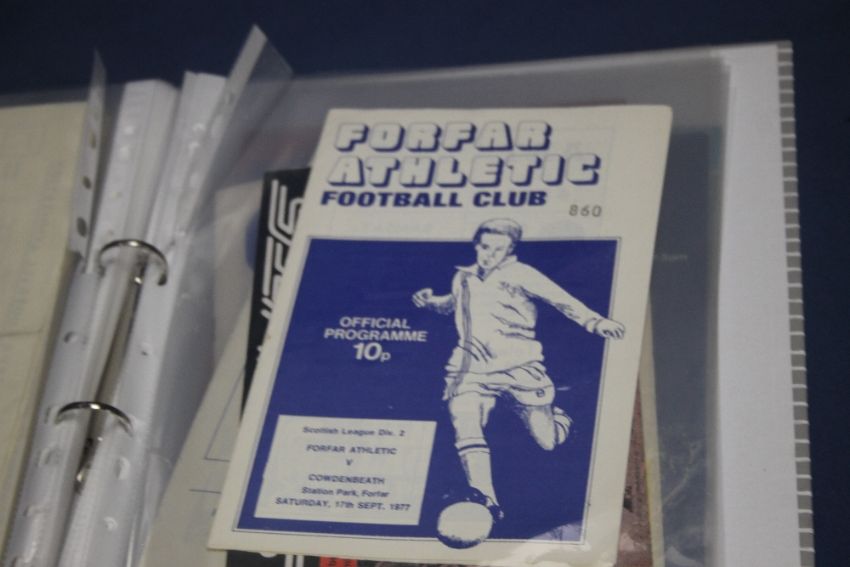 FORFAR
ATHLETIC
FOOTBALL CLUB
860
OFFICIAL
PROGRAMME
10p
Scottish League Div. 2
FORFAR ATHLETIC
V
COWDENBEATH
Station Park, Forfar
SATURDAY, 17th SEPT. 1977